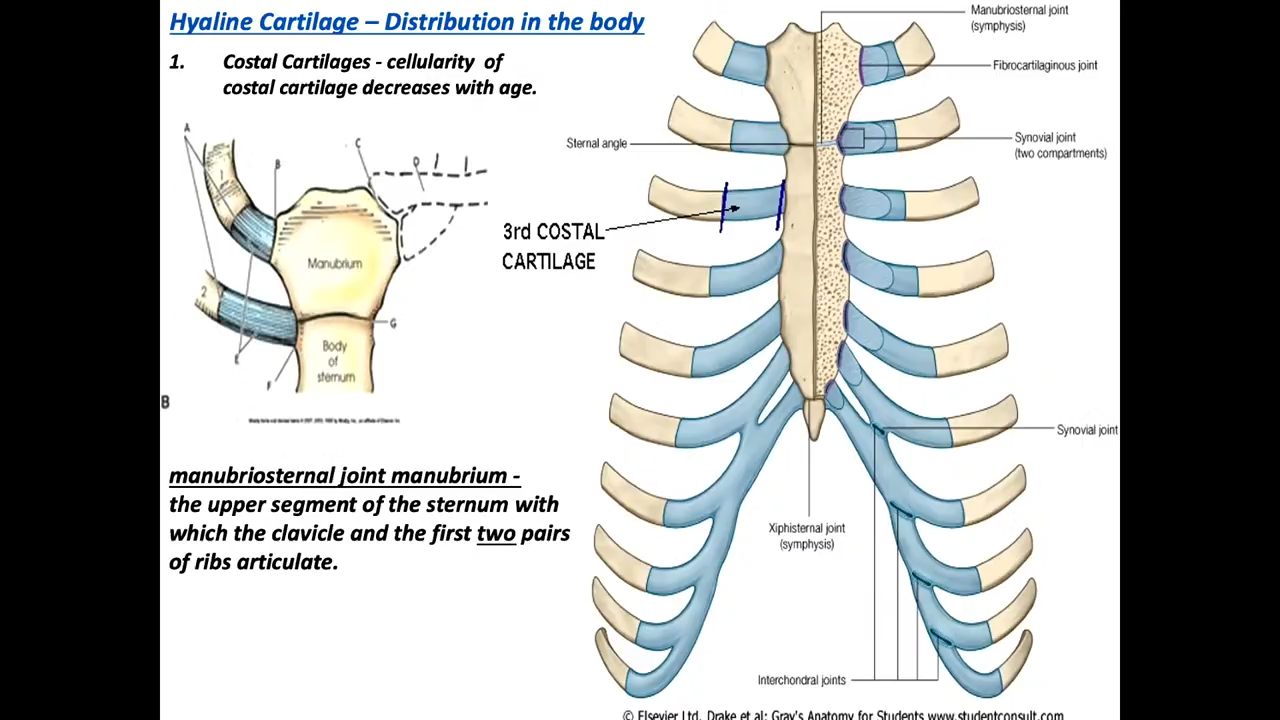 Hyaline Cartilage – Distribution in the body
1. Costal Cartilages - cellularity of
costal cartilage decreases with age.
A
B
C
D
1
2
Manubrium
G
E
F
Body
of
sternum
B
manubriosternal joint manubrium -
the upper segment of the sternum with
which the clavicle and the first two pairs
of ribs articulate.
Manubriosternal joint
(symphysis)
Fibrocartilaginous joint
Sternal angle
Synovial joint
(two compartments)
3rd COSTAL
CARTILAGE
Synovial joint
Xiphisternal joint
(symphysis)
Interchondral joints
© Elsevier Ltd. Drake et al: Gray's Anatomy for Students www.studentconsult.com